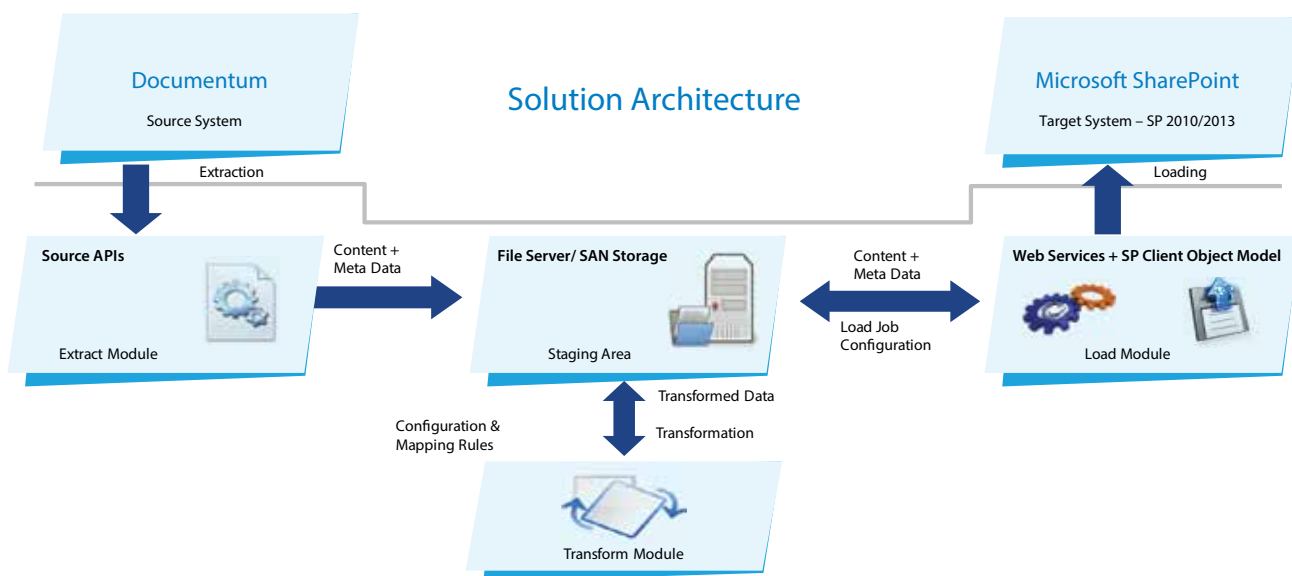 Documentum
Source System
Solution Architecture
Microsoft SharePoint
Target System – SP 2010/2013
Extraction
Loading
Source APIs
Extract Module
Content +
Meta Data
File Server/ SAN Storage
Staging Area
Content +
Meta Data
Load Job
Configuration
Web Services + SP Client Object Model
Load Module
Transformed Data
Configuration &
Mapping Rules
Transformation
Transform Module